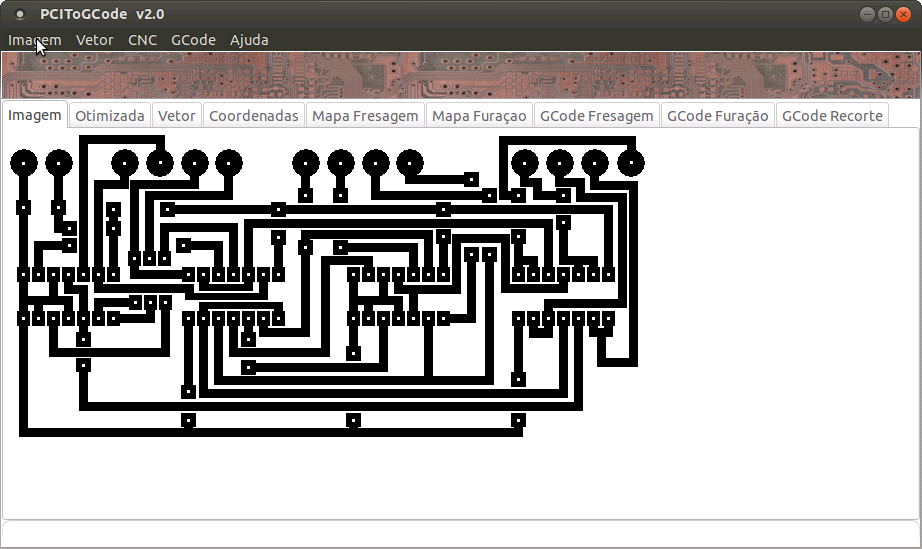 PCIToGCode v2.0
Imagem Vetor CNC GCode Ajuda
Imagem Otimizada Vetor Coordenadas Mapa Fresagem Mapa Furaçao GCode Fresagem GCode Furação GCode Recorte